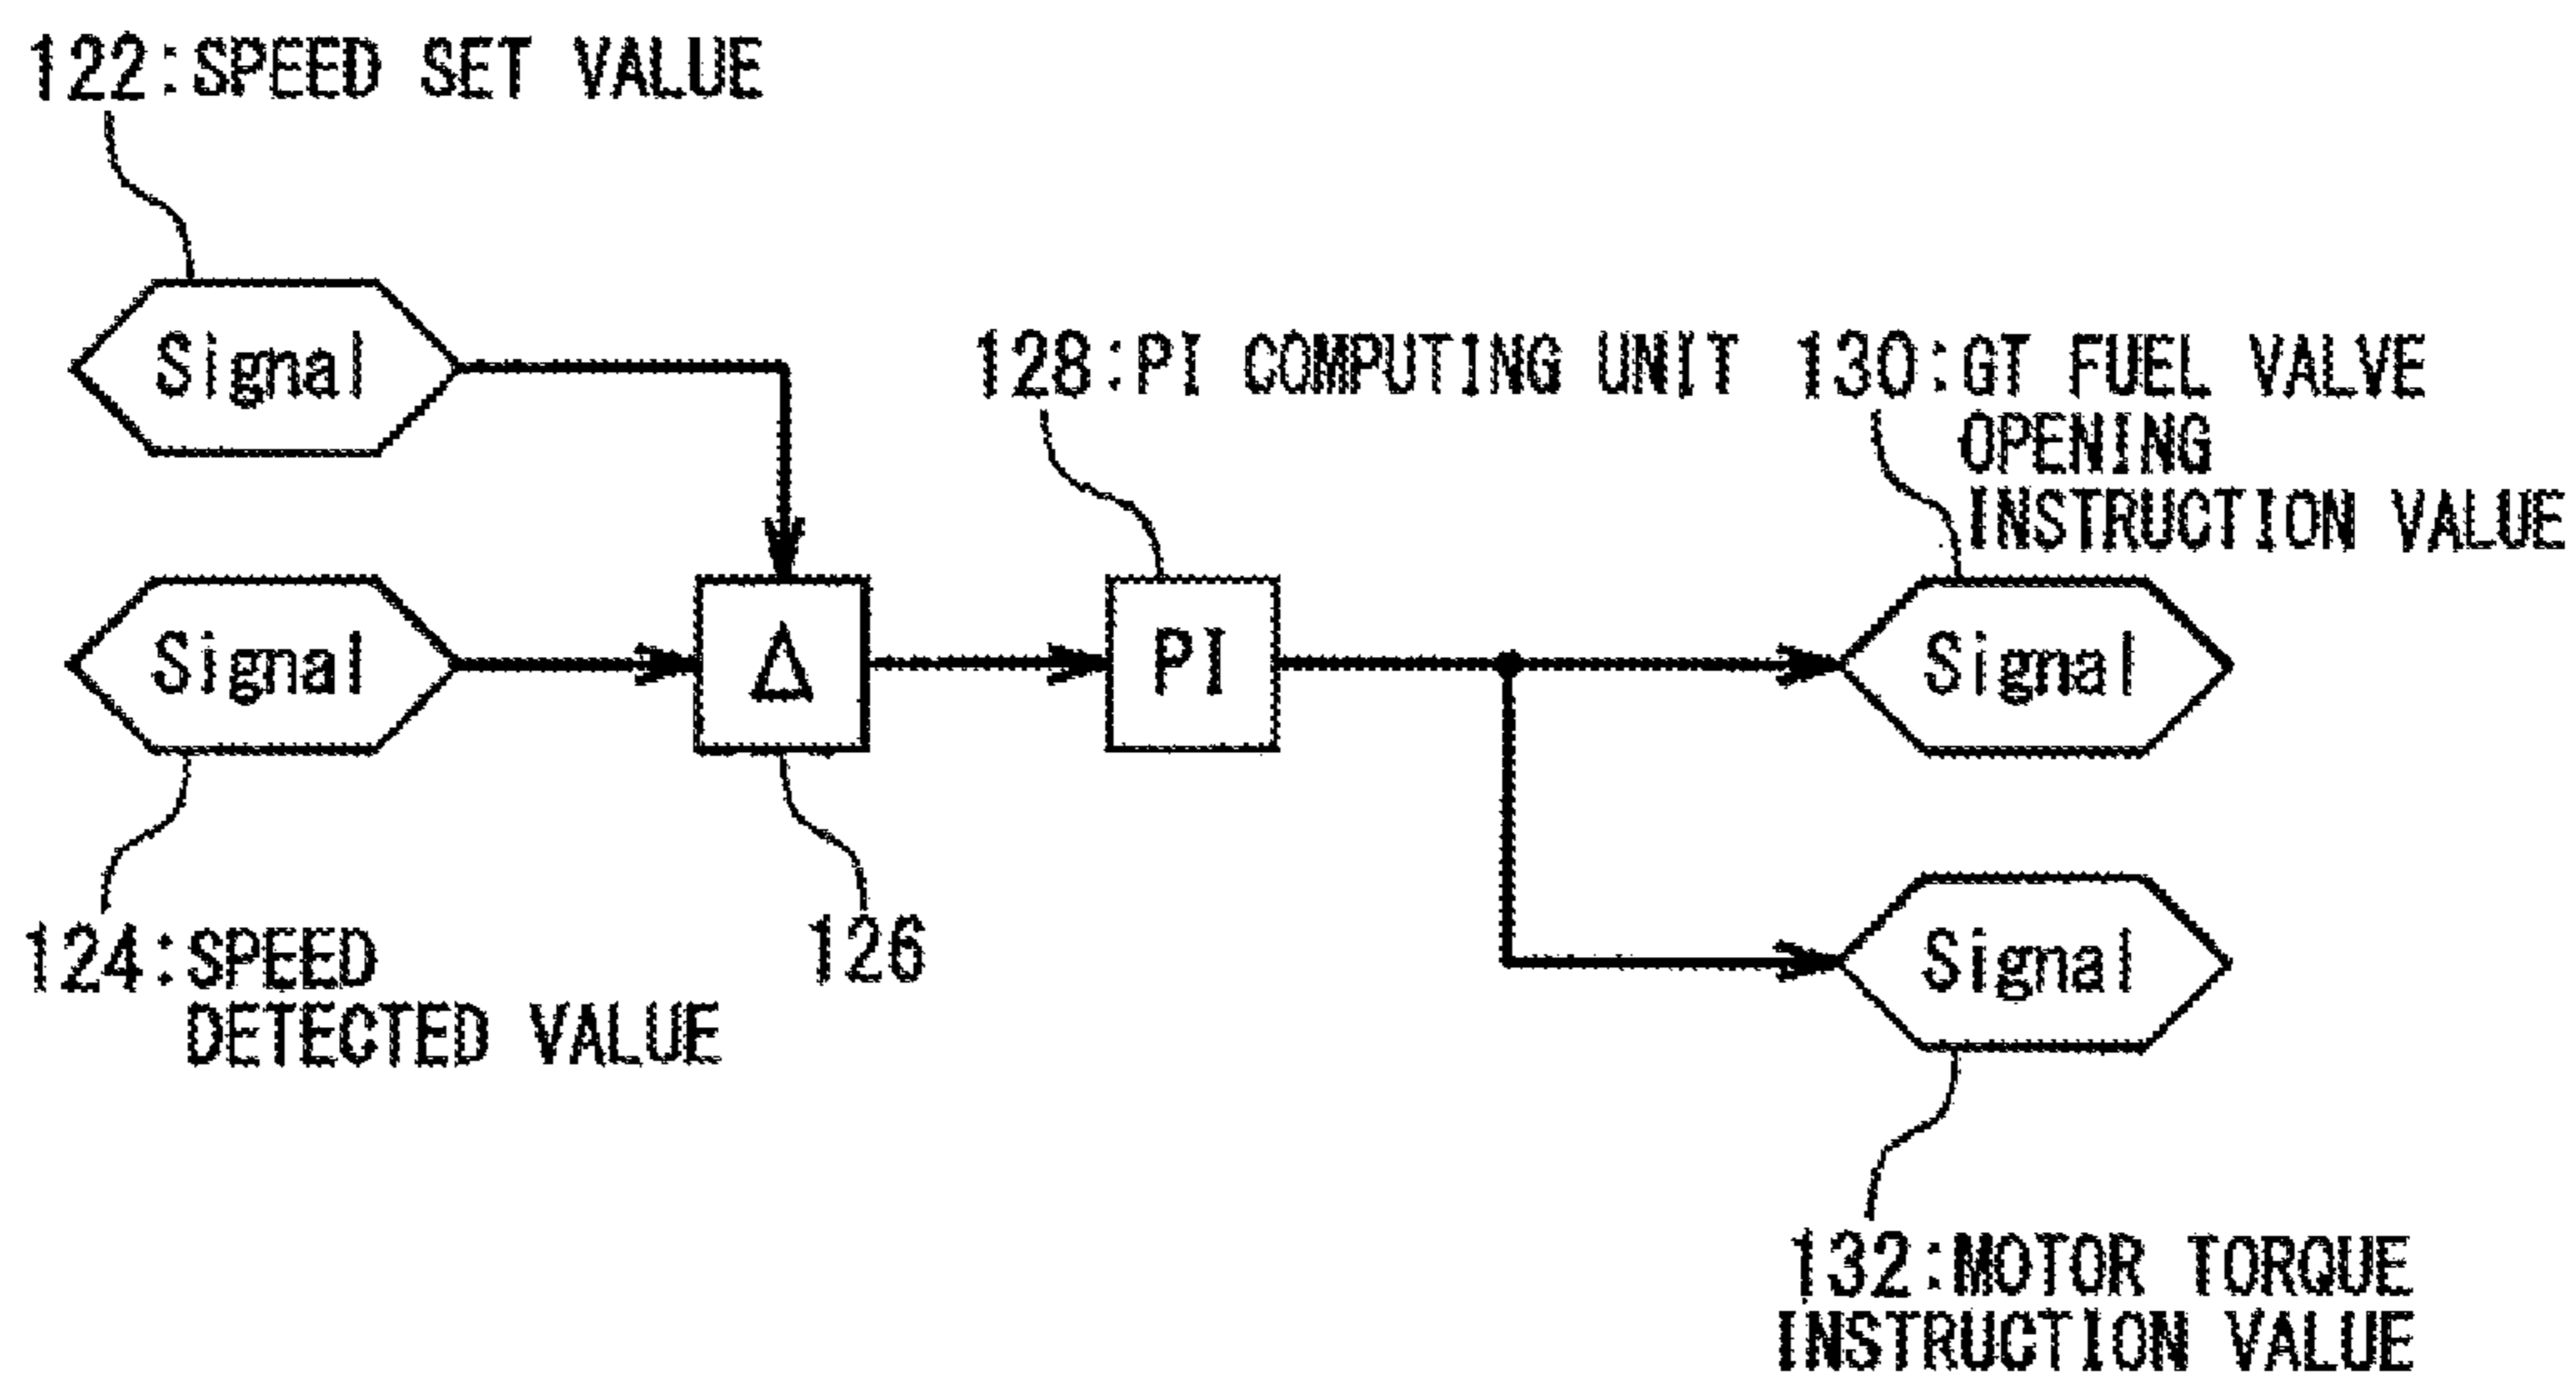 122:SPEED SET VALUE
Signal
128:PI COMPUTING UNIT
130:GT FUEL VALVE
OPENING
INSTRUCTION VALUE
Signal
Δ
PI
Signal
124:SPEED
DETECTED VALUE
126
Signal
132:MOTOR TORQUE
INSTRUCTION VALUE